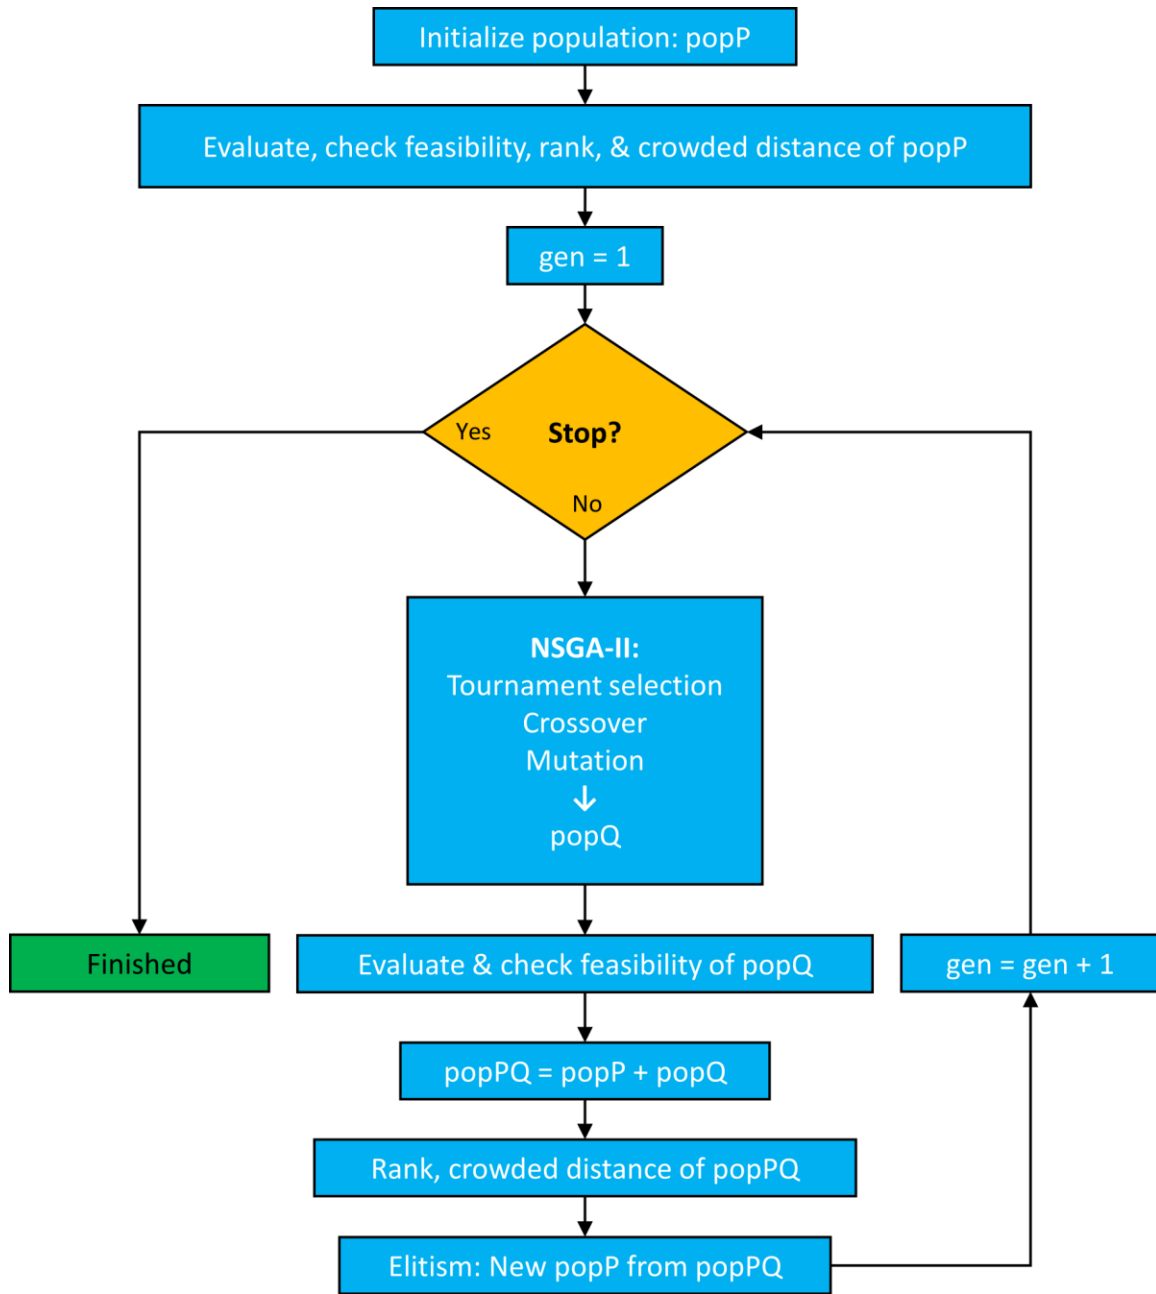 Initialize population: popP
Evaluate, check feasibility, rank, & crowded distance of popP
gen = 1
Yes
Stop?
No
NSGA-II:
Tournament selection
Crossover
Mutation
↓
popQ
Finished
Evaluate & check feasibility of popQ
gen = gen + 1
popPQ = popP + popQ
Rank, crowded distance of popPQ
Elitism: New popP from popPQ